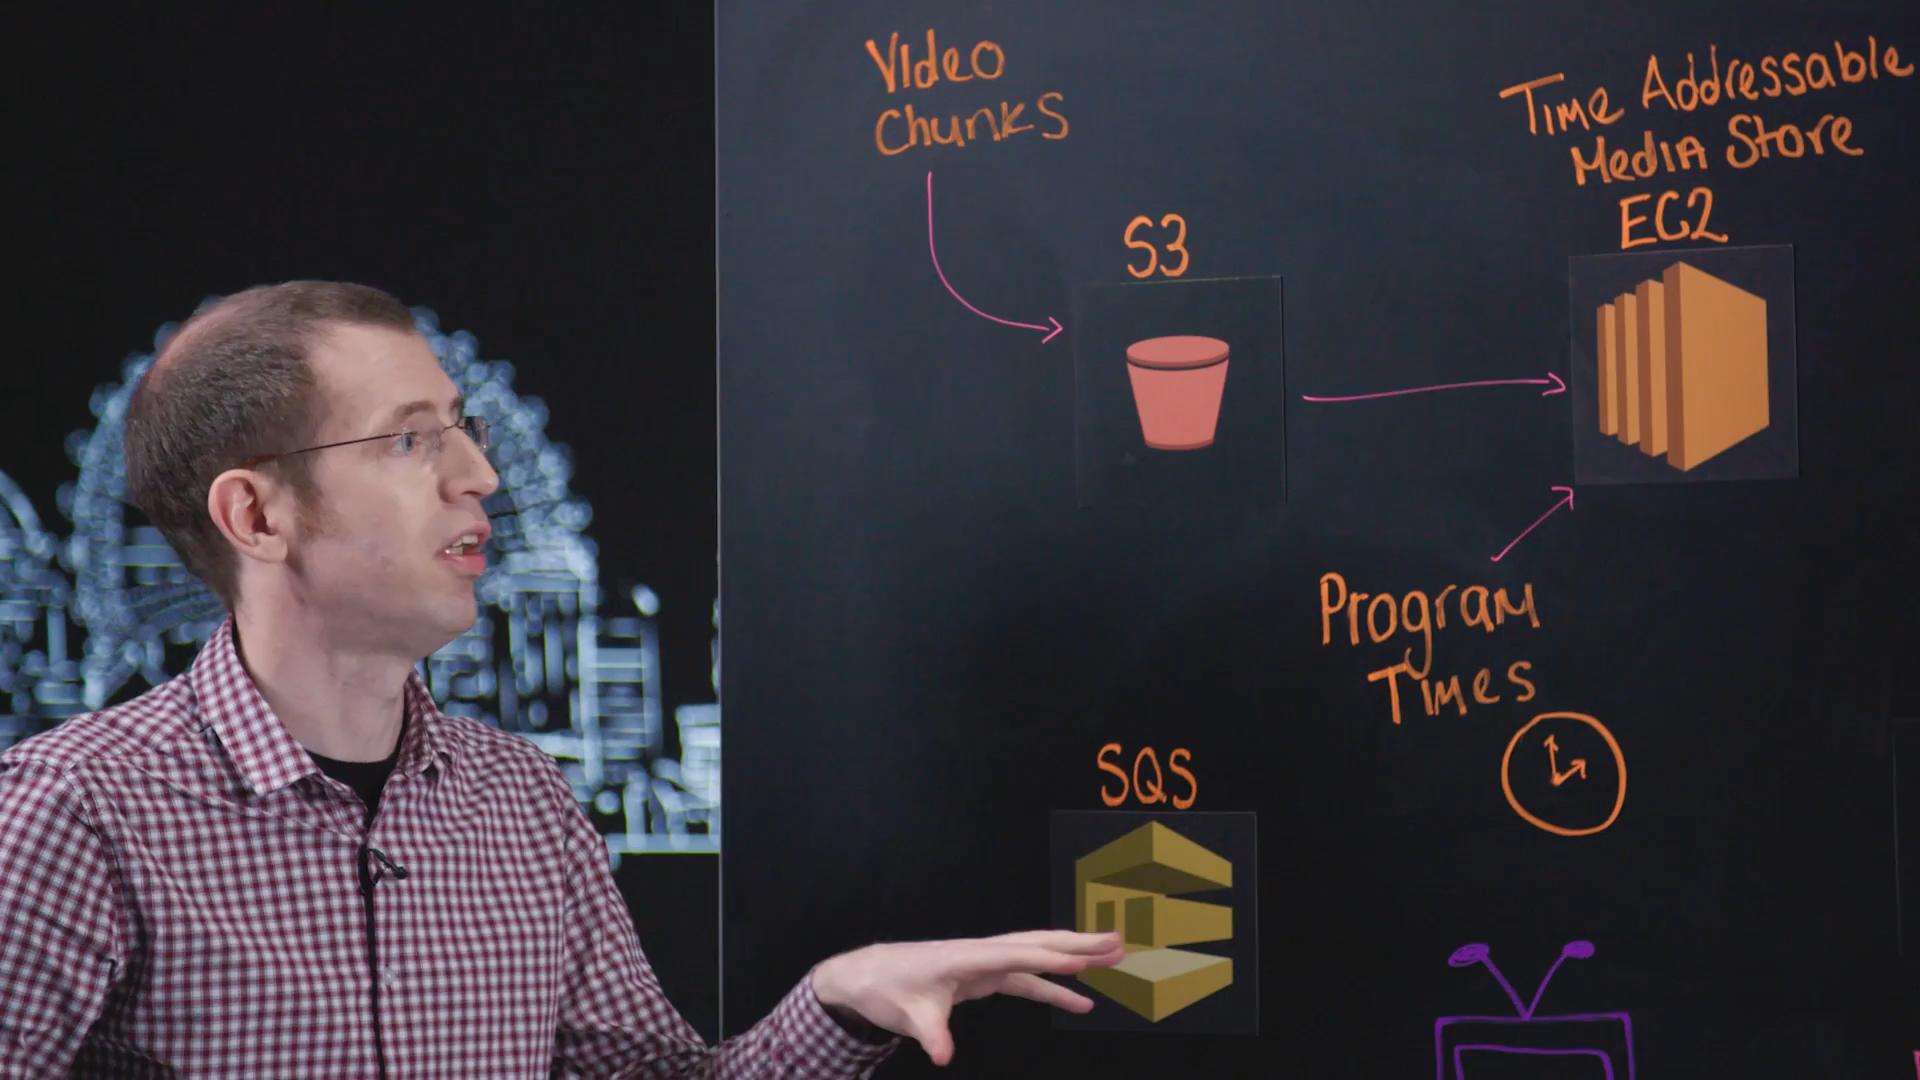 Video
Chunks
Time Addressable
Media Store
EC2
S3
Program
Times
SQS